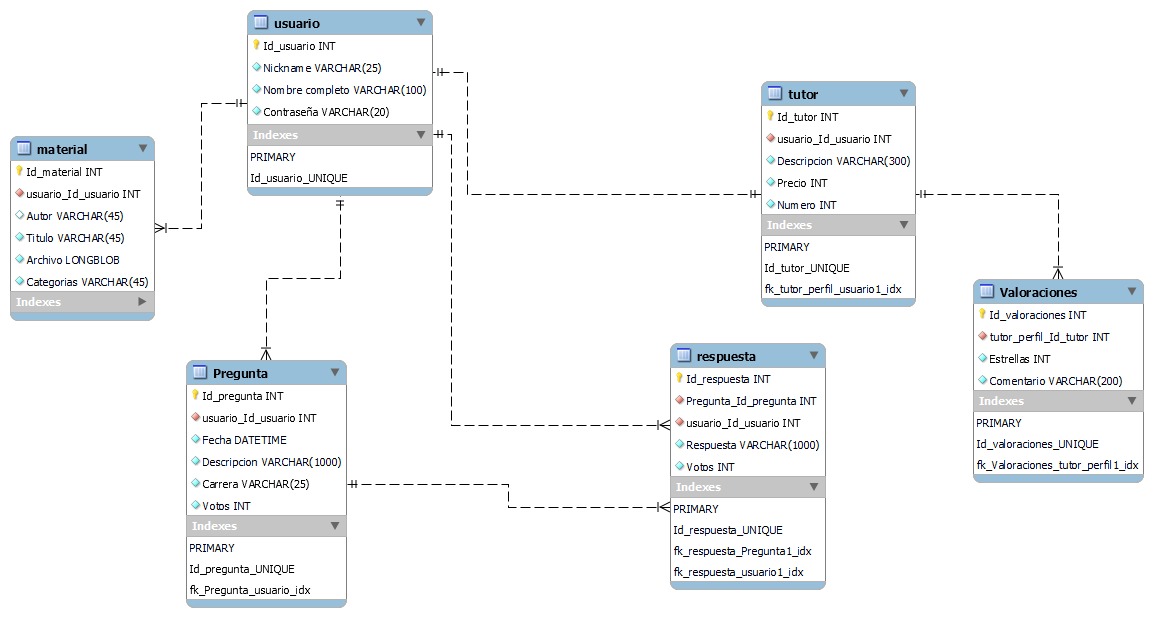 usuario
Id_usuario INT
Nickname VARCHAR(25)
Nombre completo VARCHAR(100)
Contraseña VARCHAR(20)
Indexes
PRIMARY
Id_usuario_UNIQUE
material
Id_material INT
usuario_Id_usuario INT
Autor VARCHAR(45)
Titulo VARCHAR(45)
Archivo LONGBLOB
Categorias VARCHAR(45)
Indexes
tutor
Id_tutor INT
usuario_Id_usuario INT
Descripcion VARCHAR(300)
Precio INT
Numero INT
Indexes
PRIMARY
Id_tutor_UNIQUE
fk_tutor_perfil_usuario1_idx
Valoraciones
Id_valoraciones INT
tutor_perfil_Id_tutor INT
Estrellas INT
Comentario VARCHAR(200)
Indexes
PRIMARY
Id_valoraciones_UNIQUE
fk_Valoraciones_tutor_perfil1_idx
Pregunta
Id_pregunta INT
usuario_Id_usuario INT
Fecha DATETIME
Descripcion VARCHAR(1000)
Carrera VARCHAR(25)
Votos INT
Indexes
PRIMARY
Id_pregunta_UNIQUE
fk_Pregunta_usuario_idx
respuesta
Id_respuesta INT
Pregunta_Id_pregunta INT
usuario_Id_usuario INT
Respuesta VARCHAR(1000)
Votos INT
Indexes
PRIMARY
Id_respuesta_UNIQUE
fk_respuesta_Pregunta1_idx
fk_respuesta_usuario1_idx